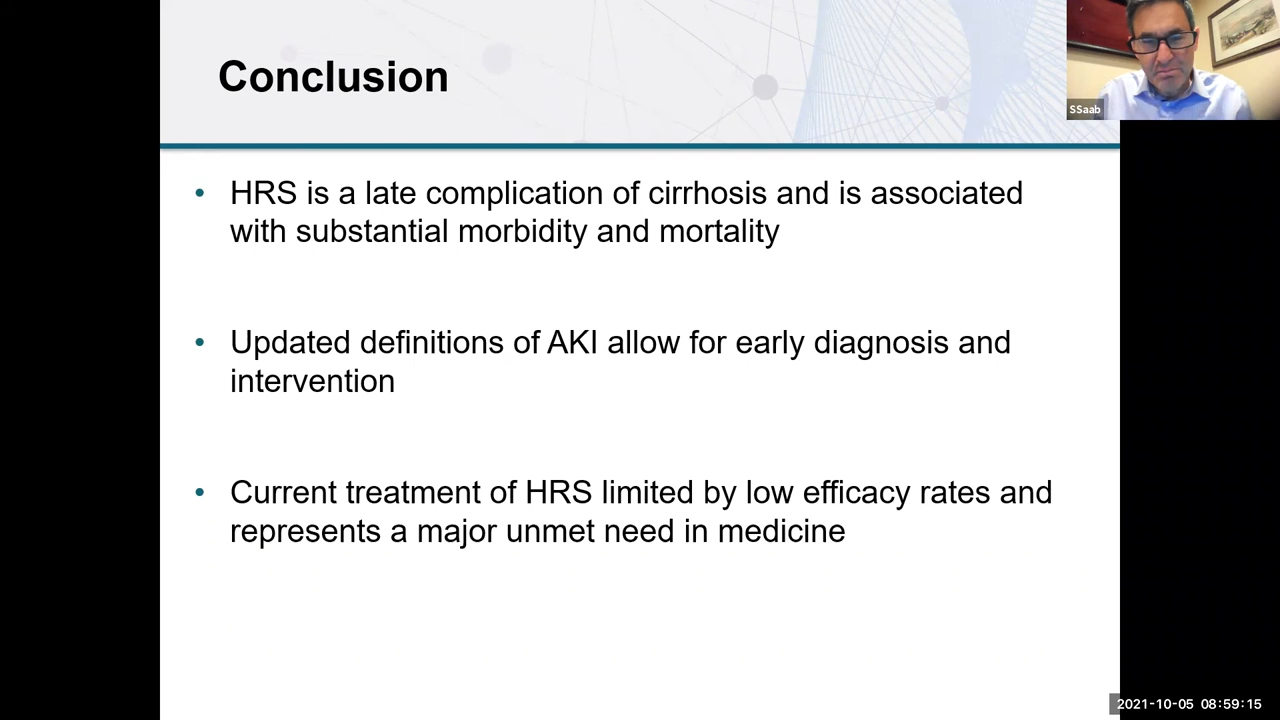 Conclusion
SSaab
• HRS is a late complication of cirrhosis and is associated
with substantial morbidity and mortality
• Updated definitions of AKI allow for early diagnosis and
intervention
• Current treatment of HRS limited by low efficacy rates and
represents a major unmet need in medicine
2021-10-05 08:59:15